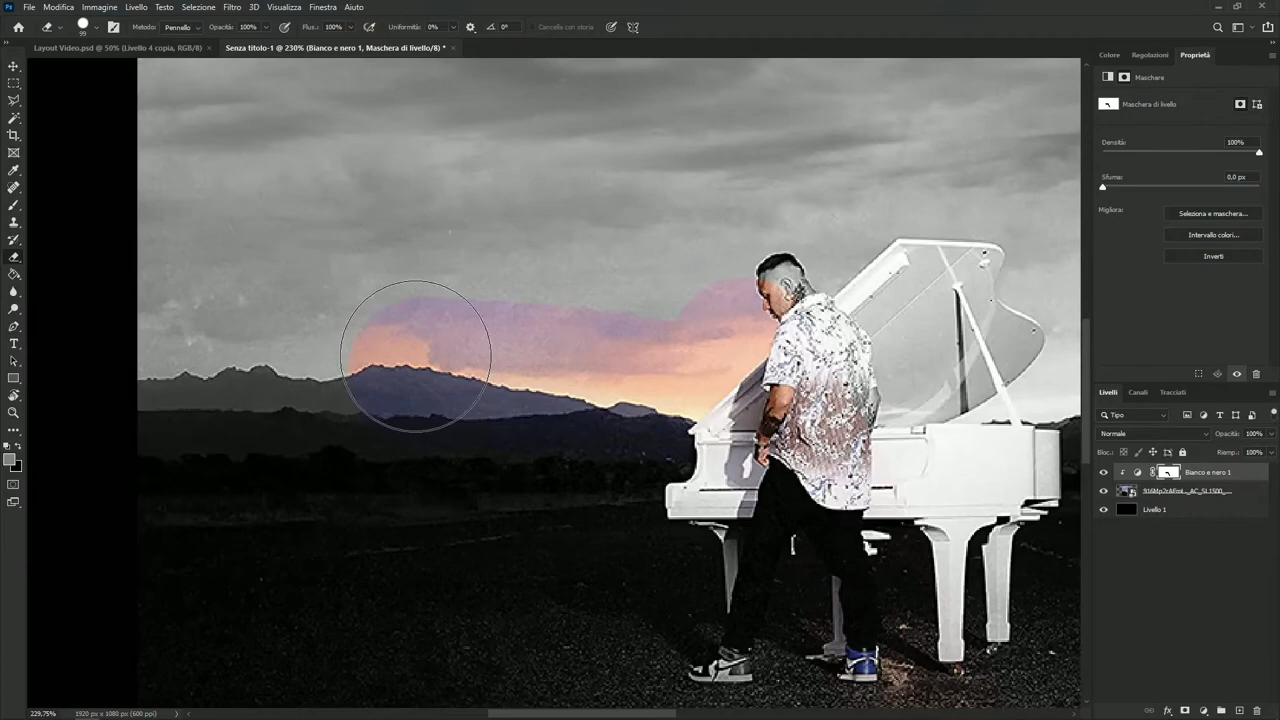 Ps File Modifica Immagine Livello Testo Selezione Filtro 3D Visualizza Finestra Aiuto
99 Metodo: Pennello Opacità: 100% Fluss.: 100% Uniformità: 0% 0° Cancella con storia
Layout Video.psd @ 50% (Livello 4 copia, RGB/8) × Senza titolo-1 @ 230% (Bianco e nero 1, Maschera di livello/8) * ×
Colore Regolazioni Proprietà
Maschere
Maschera di livello
Densità: 100%
Sfuma: 0,0 px
Migliora: Seleziona e maschera...
Intervallo colori...
Inverti
Livelli Canali Tracciati
Tipo
Normale Opacità: 100%
Bloc.: Riemp.: 100%
Bianco e nero 1
Livello 1
229,75% 1920 px x 1080 px (600 ppi)